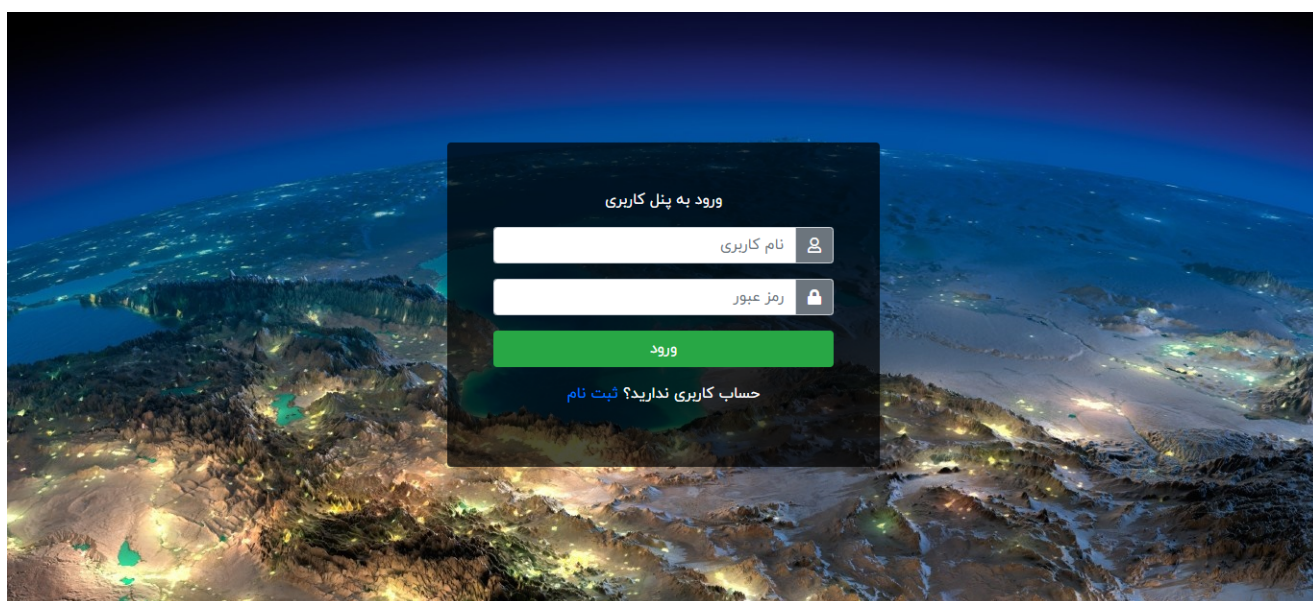 ورود به پنل کاربری
نام کاربری
رمز عبور
ورود
حساب کاربری ندارید؟ ثبت نام